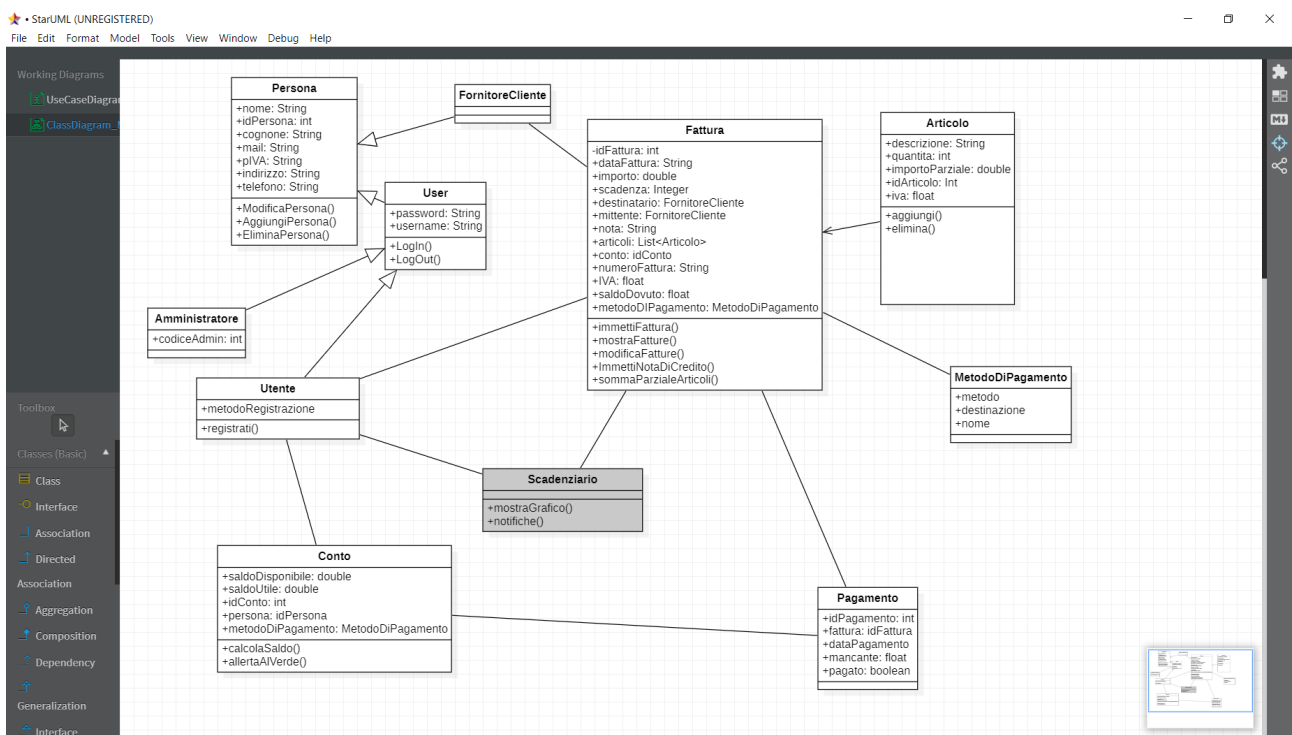 • StarUML (UNREGISTERED)
File Edit Format Model Tools View Window Debug Help
Working Diagrams
UseCaseDiagra
ClassDiagram_
Toolbox
Classes (Basic)
Class
Interface
Association
Directed
Association
Aggregation
Composition
Dependency
Generalization
Interface
Persona
+nome: String
+idPersona: int
+cognone: String
+mail: String
+pIVA: String
+indirizzo: String
+telefono: String
+ModificaPersona()
+AggiungiPersona()
+EliminaPersona()
FornitoreCliente
User
+password: String
+username: String
+LogIn()
+LogOut()
Fattura
-idFattura: int
+dataFattura: String
+importo: double
+scadenza: Integer
+destinatario: FornitoreCliente
+mittente: FornitoreCliente
+nota: String
+articoli: List<Articolo>
+conto: idConto
+numeroFattura: String
+IVA: float
+saldoDovuto: float
+metodoDIPagamento: MetodoDiPagamento
+immettiFattura()
+mostraFatture()
+modificaFatture()
+ImmettiNotaDiCredito()
+sommaParzialeArticoli()
Articolo
+descrizione: String
+quantita: int
+importoParziale: double
+idArticolo: Int
+iva: float
+aggiungi()
+elimina()
Amministratore
+codiceAdmin: int
Utente
+metodoRegistrazione
+registrati()
MetodoDiPagamento
+metodo
+destinazione
+nome
Scadenziario
+mostraGrafico()
+notifiche()
Conto
+saldoDisponibile: double
+saldoUtile: double
+idConto: int
+persona: idPersona
+metodoDiPagamento: MetodoDiPagamento
+calcolaSaldo()
+allertaAlVerde()
Pagamento
+idPagamento: int
+fattura: idFattura
+dataPagamento
+mancante: float
+pagato: boolean